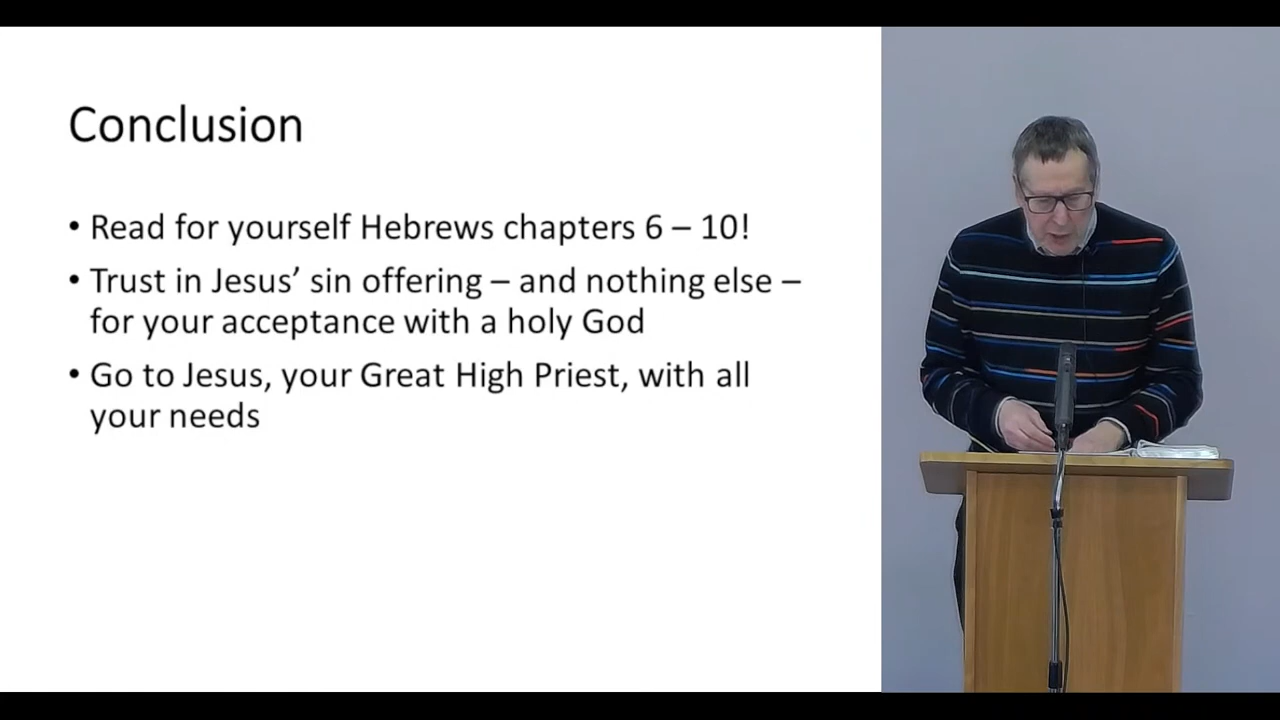 Conclusion
• Read for yourself Hebrews chapters 6 – 10!
• Trust in Jesus’ sin offering – and nothing else –
for your acceptance with a holy God
• Go to Jesus, your Great High Priest, with all
your needs